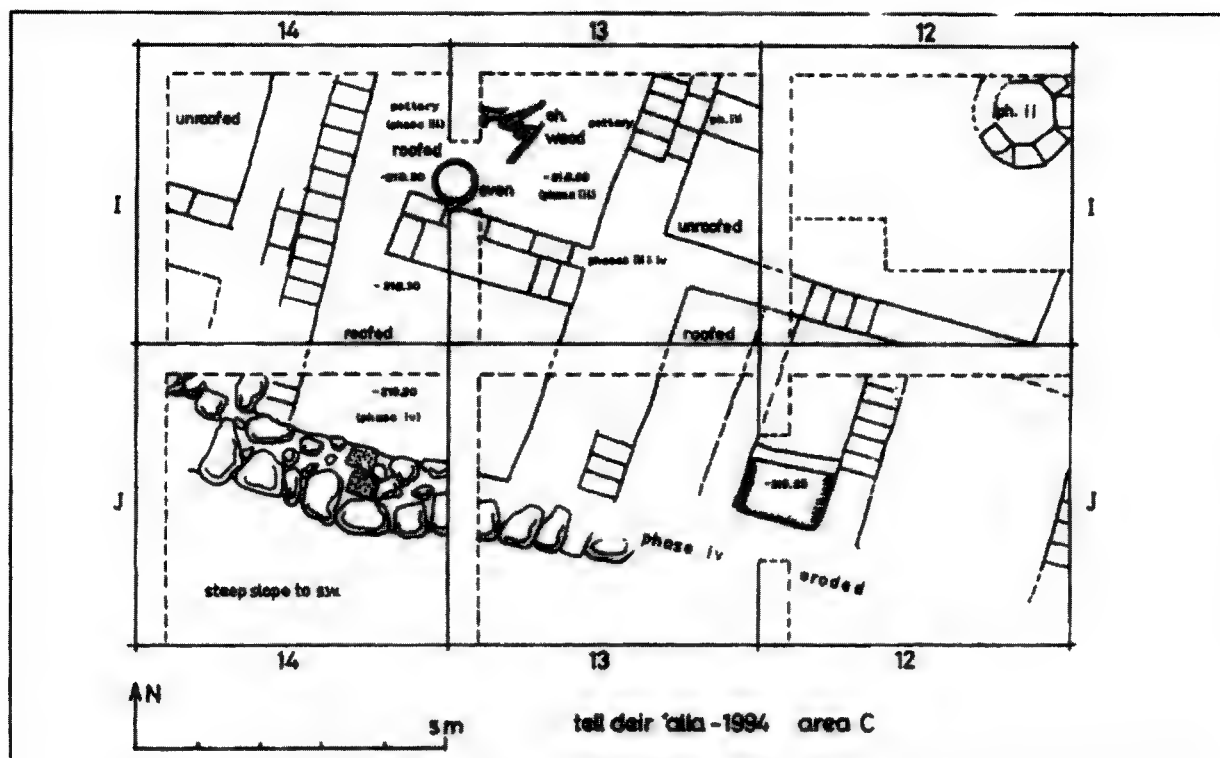 14 13 12
unroofed
pottery
(phase iii)
roofed
ch.
wood
pottery
ph. iii
ph. ii
oven
(phase iii)
I I
unroofed
phases iii & iv
roofed
roofed
(phase iv)
J J
phase iv
eroded
steep slope to s.w.
14 13 12
N
5m
tell deir ʿalla - 1994 area C